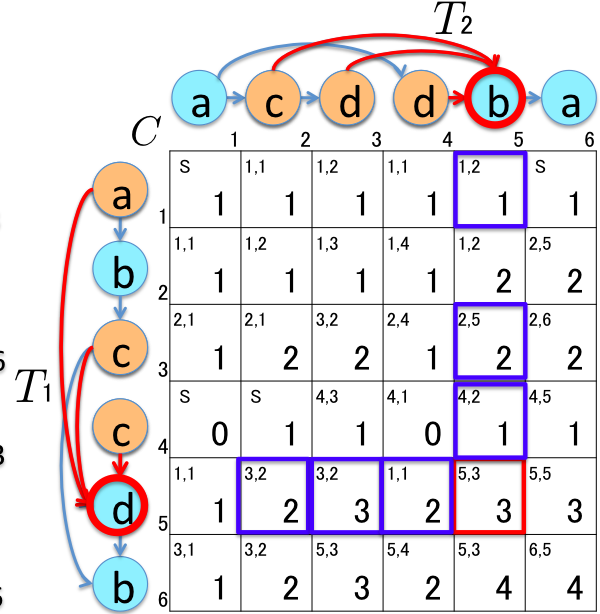 T2
a c d d b a
C
1 2 3 4 5 6
T1
a
b
c
c
d
b
S 1,1 1,2 1,1 1,2 S
1 1 1 1 1 1 1
1,1 1,2 1,3 1,4 1,2 2,5
2 1 1 1 1 2 2
2,1 2,1 3,2 2,4 2,5 2,6
3 1 2 2 1 2 2
S S 4,3 4,1 4,2 4,5
4 0 1 1 0 1 1
1,1 3,2 3,2 1,1 5,3 5,5
5 1 2 3 2 3 3
3,1 3,2 5,3 5,4 5,3 6,5
6 1 2 3 2 4 4